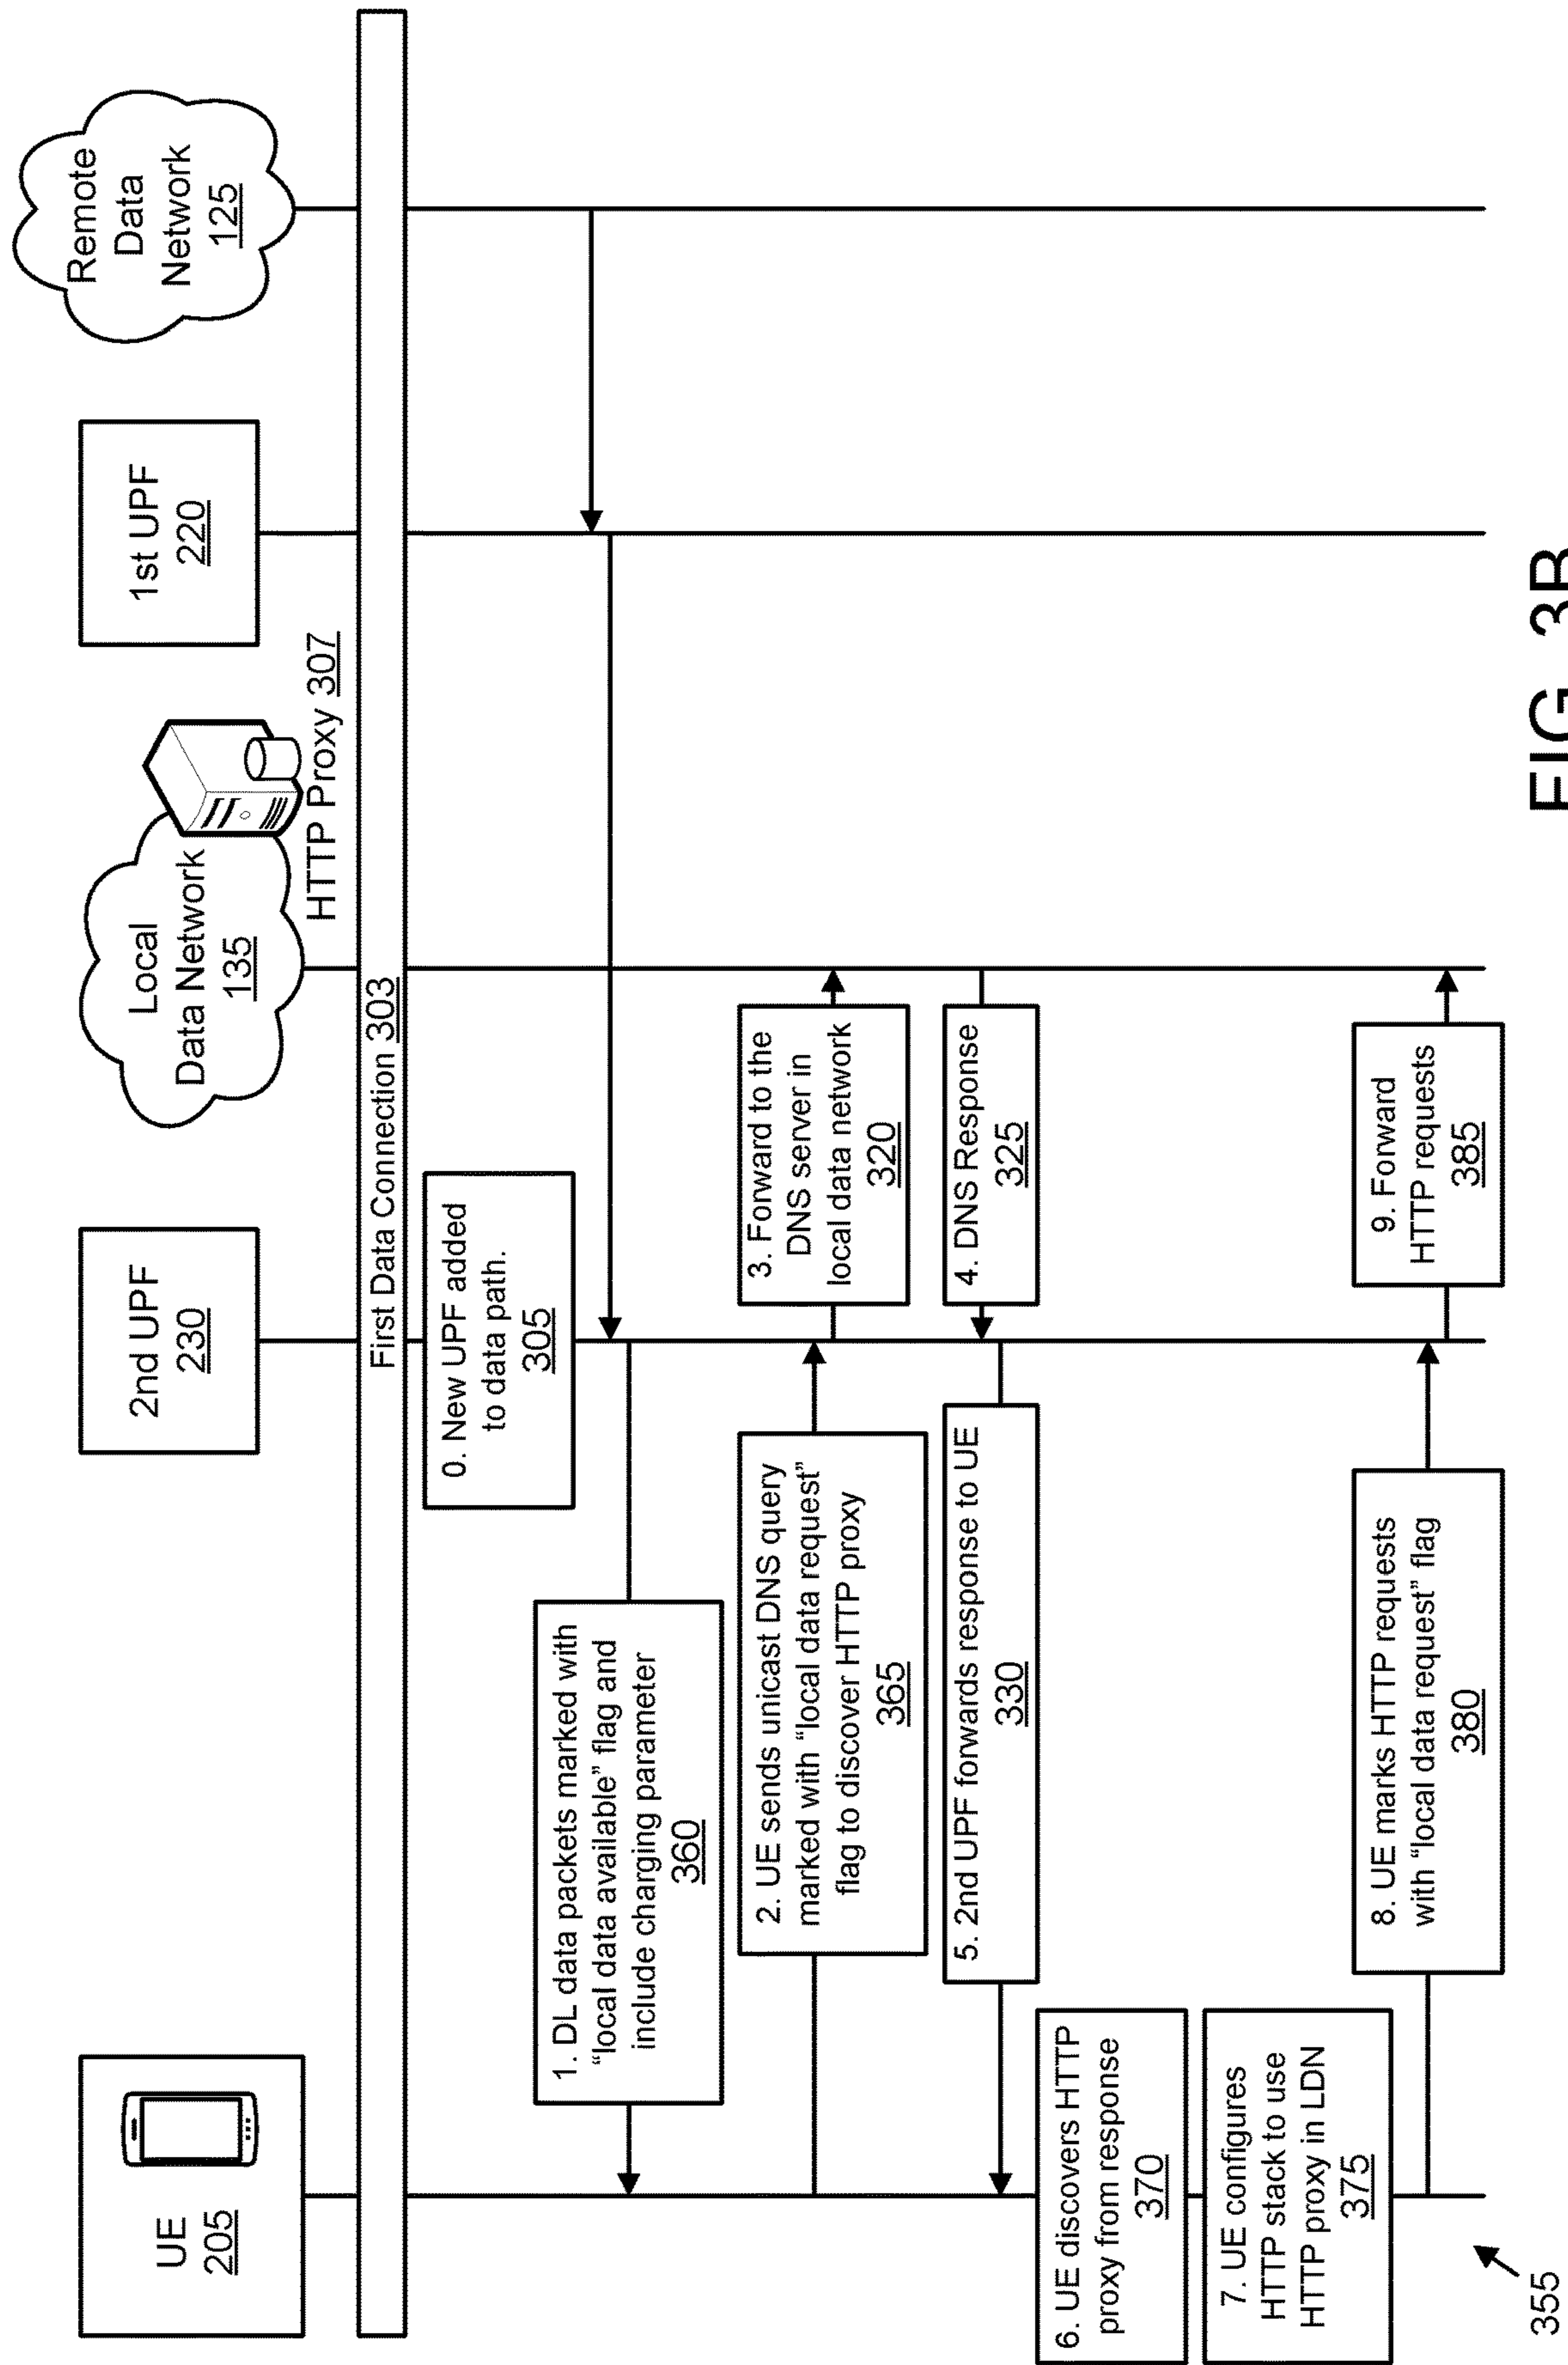 UE
205
2nd UPF
230
Local
Data Network
135
HTTP Proxy 307
1st UPF
220
Remote
Data
Network
125
First Data Connection 303
0. New UPF added
to data path.
305
1. DL data packets marked with
“local data available” flag and
include charging parameter
360
2. UE sends unicast DNS query
marked with “local data request”
flag to discover HTTP proxy
365
3. Forward to the
DNS server in
local data network
320
4. DNS Response
325
5. 2nd UPF forwards response to UE
330
6. UE discovers HTTP
proxy from response
370
7. UE configures
HTTP stack to use
HTTP proxy in LDN
375
8. UE marks HTTP requests
with “local data request” flag
380
9. Forward
HTTP requests
385
355
FIG. 3B